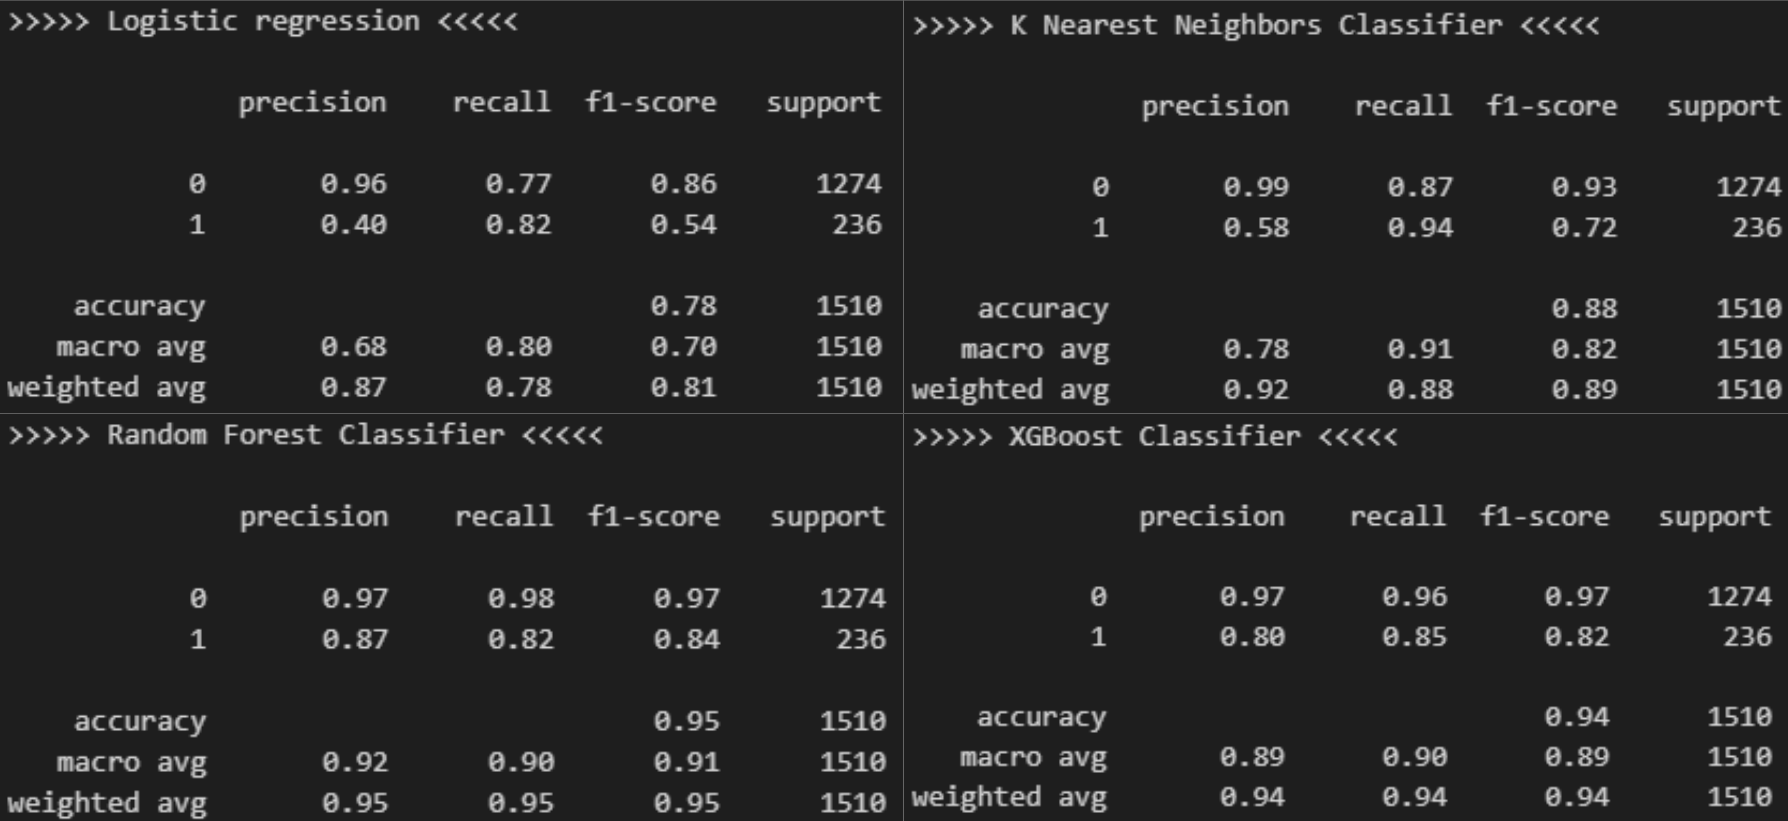 >>>>> Logistic regression <<<<<
precision recall f1-score support
0 0.96 0.77 0.86 1274
1 0.40 0.82 0.54 236
accuracy 0.78 1510
macro avg 0.68 0.80 0.70 1510
weighted avg 0.87 0.78 0.81 1510
>>>>> K Nearest Neighbors Classifier <<<<<
precision recall f1-score support
0 0.99 0.87 0.93 1274
1 0.58 0.94 0.72 236
accuracy 0.88 1510
macro avg 0.78 0.91 0.82 1510
weighted avg 0.92 0.88 0.89 1510
>>>>> Random Forest Classifier <<<<<
precision recall f1-score support
0 0.97 0.98 0.97 1274
1 0.87 0.82 0.84 236
accuracy 0.95 1510
macro avg 0.92 0.90 0.91 1510
weighted avg 0.95 0.95 0.95 1510
>>>>> XGBoost Classifier <<<<<
precision recall f1-score support
0 0.97 0.96 0.97 1274
1 0.80 0.85 0.82 236
accuracy 0.94 1510
macro avg 0.89 0.90 0.89 1510
weighted avg 0.94 0.94 0.94 1510